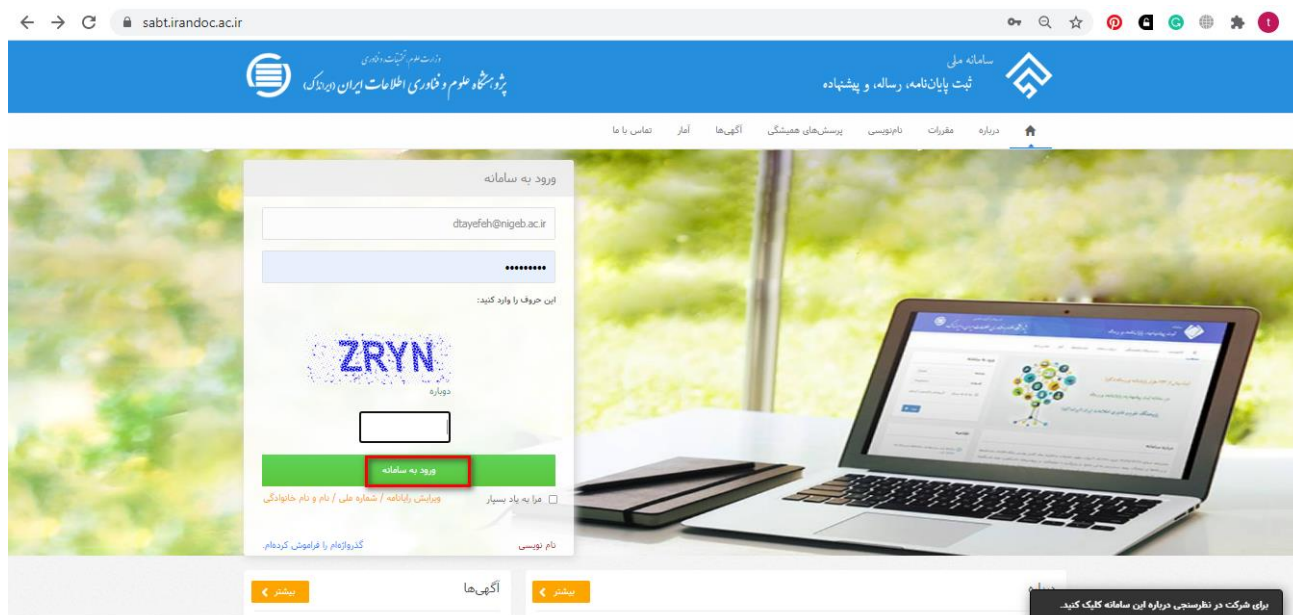 sabt.irandoc.ac.ir
سامانه ملی
ثبت پایان‌نامه، رساله، و پیشنهاده
وزارت علوم، تحقیقات و فناوری
پژوهشگاه علوم و فناوری اطلاعات ایران (ایرانداک)
درباره مقررات نام‌نویسی پرسش‌های همیشگی آگهی‌ها آمار تماس با ما
ورود به سامانه
dtayefeh@nigeb.ac.ir
•••••••••
این حروف را وارد کنید:
ZRYN
دوباره
ورود به سامانه
مرا به یاد بسپار
ویرایش رایانامه / شماره ملی / نام و نام خانوادگی
نام نویسی
گذرواژه‌ام را فراموش کرده‌ام.
درباره
بیشتر
آگهی‌ها
بیشتر
برای شرکت در نظرسنجی درباره این سامانه کلیک کنید.